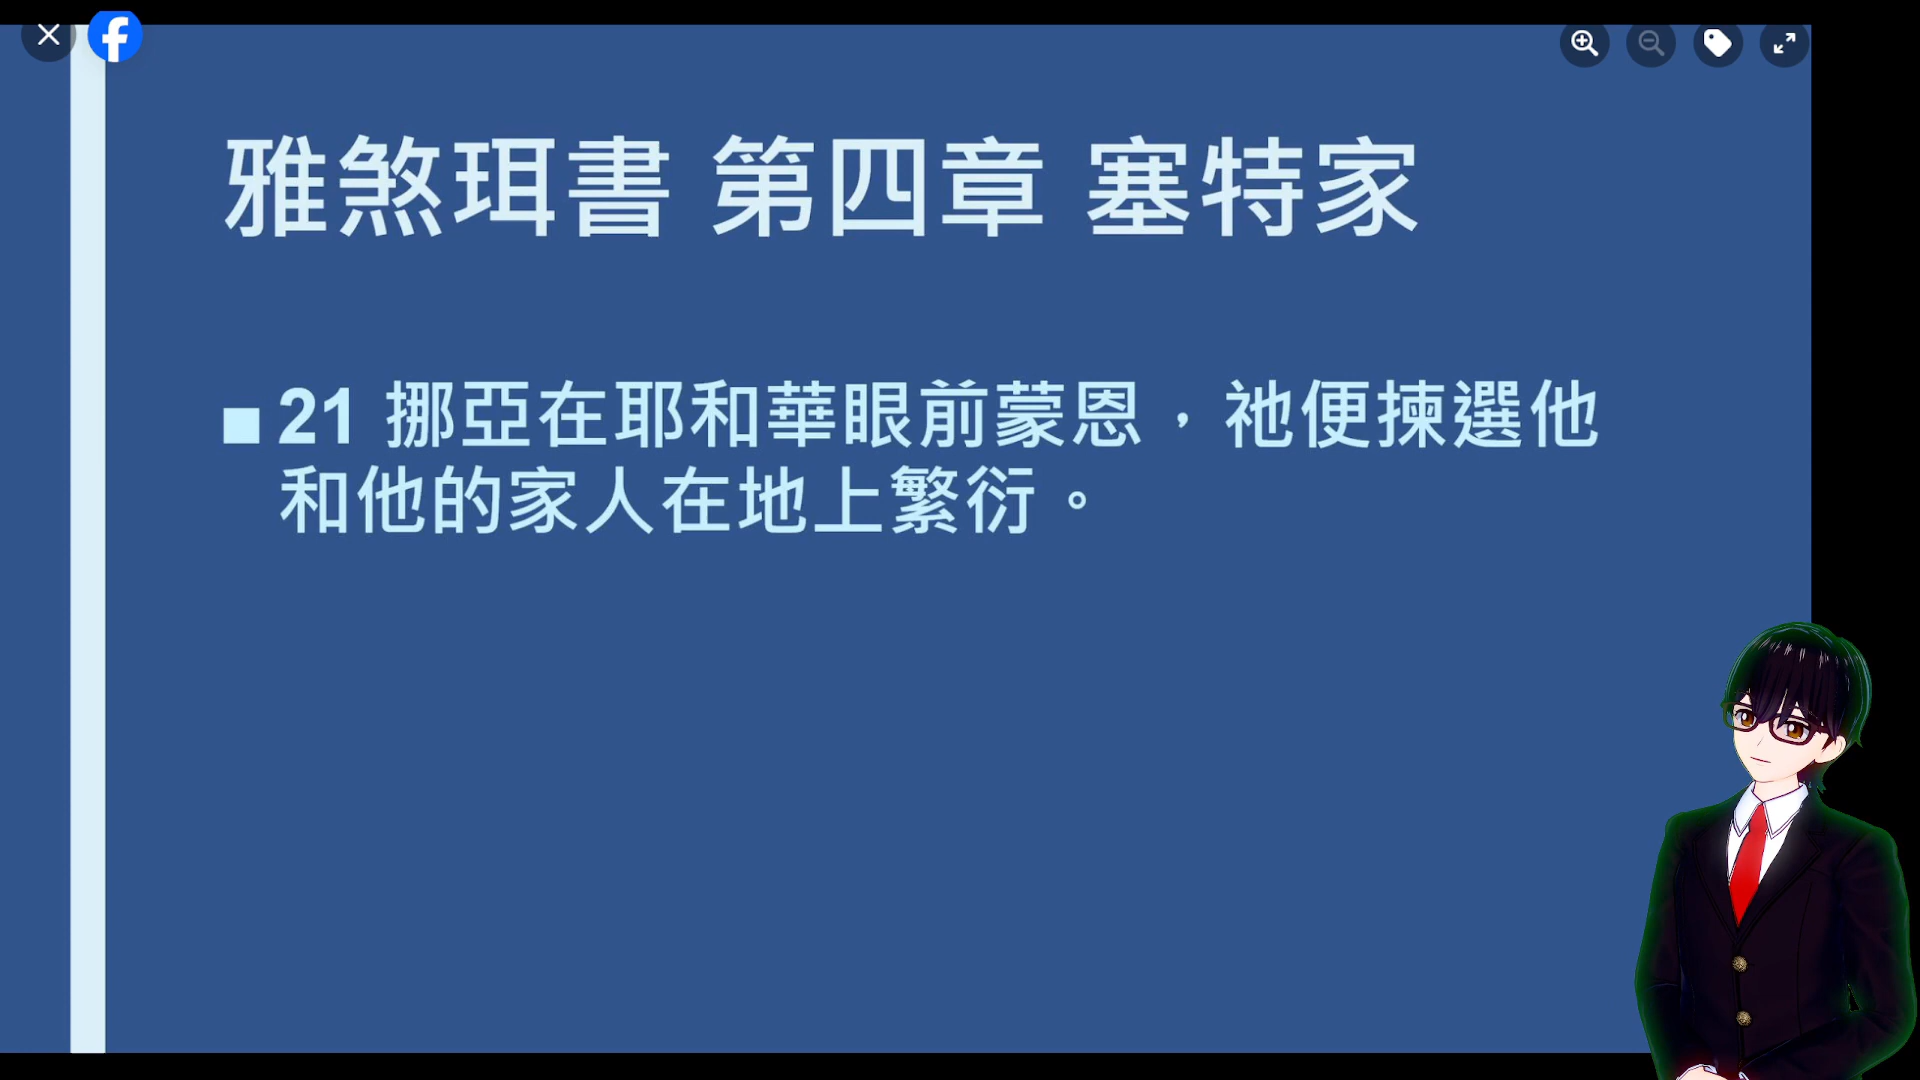 雅煞珥書 第四章 塞特家
■ 21 挪亞在耶和華眼前蒙恩，祂便揀選他
和他的家人在地上繁衍。